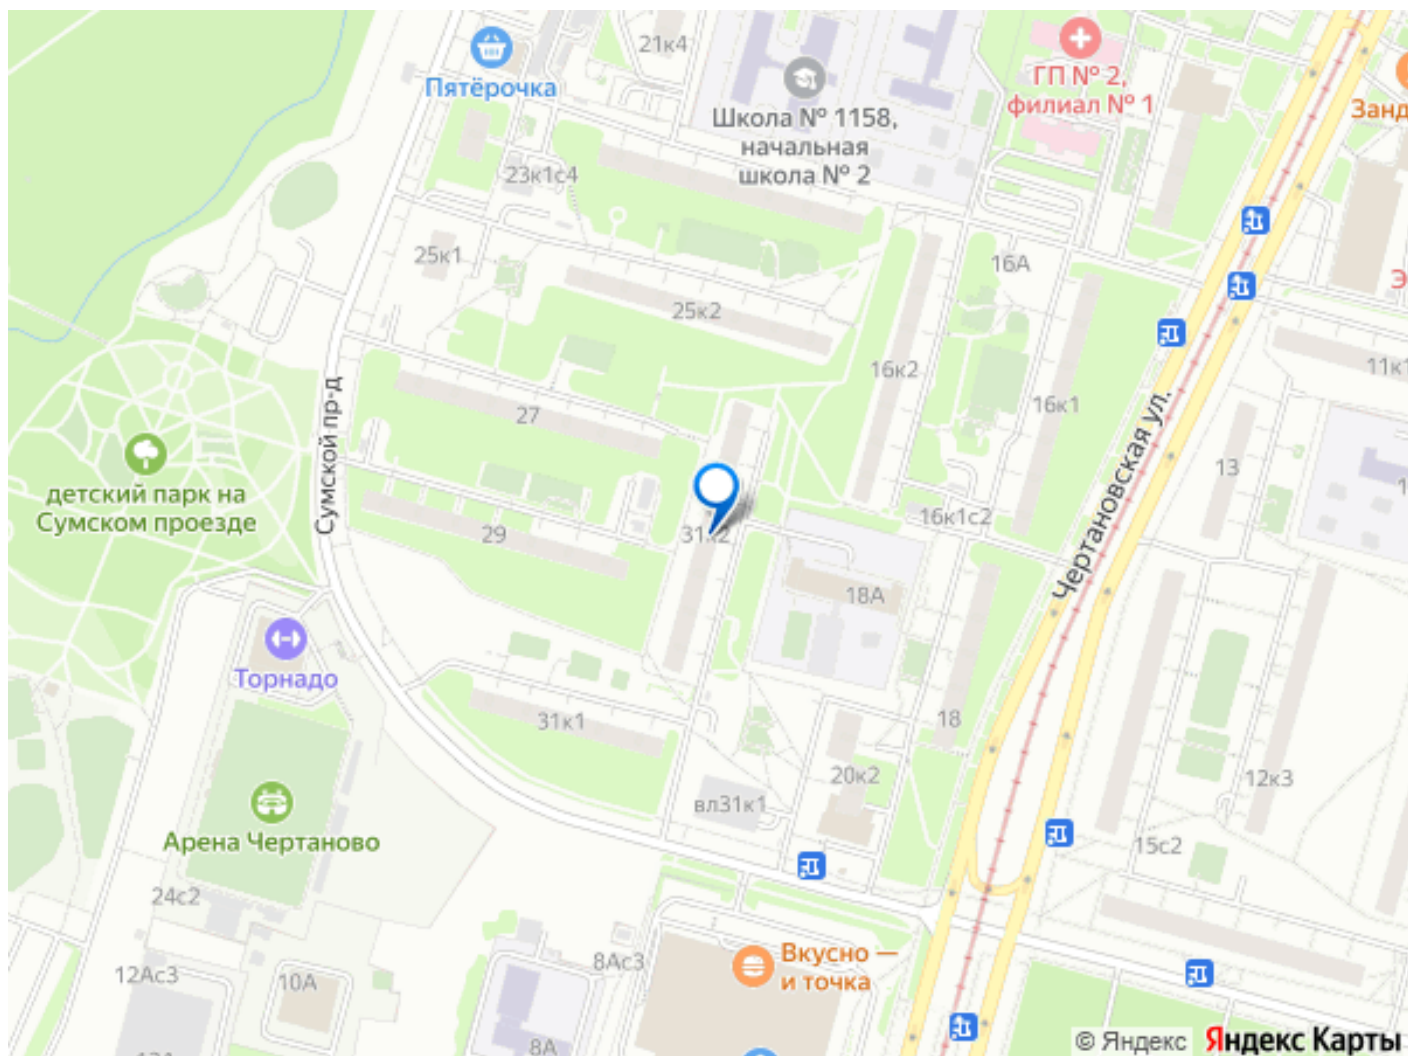 21к4
Пятёрочка
ГП № 2,
филиал № 1
Школа № 1158,
начальная
школа № 2
23к1с4
25к1
16А
25к2
16к2
11к1
27
16к1
Сумской пр-д
Чертановская ул.
13
детский парк на
Сумском проезде
29
31к2
16к1с2
18А
Торнадо
31к1
18
20к2
12к3
вл31к1
15с2
Арена Чертаново
24с2
8Ас3
Вкусно —
и точка
12Ас3
10А
8А
© Яндекс Яндекс Карты